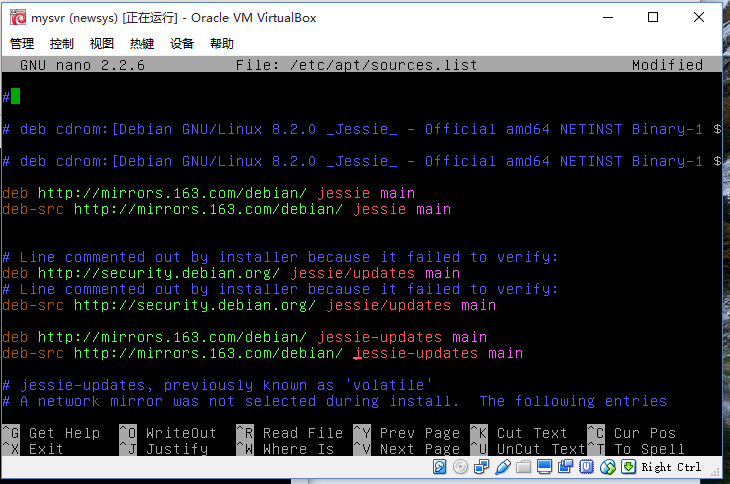 mysvr (newsys) [正在运行] - Oracle VM VirtualBox
管理 控制 视图 热键 设备 帮助
GNU nano 2.2.6 File: /etc/apt/sources.list Modified
#
# deb cdrom:[Debian GNU/Linux 8.2.0 _Jessie_ - Official amd64 NETINST Binary-1 $
# deb cdrom:[Debian GNU/Linux 8.2.0 _Jessie_ - Official amd64 NETINST Binary-1 $
deb http://mirrors.163.com/debian/ jessie main
deb-src http://mirrors.163.com/debian/ jessie main
# Line commented out by installer because it failed to verify:
deb http://security.debian.org/ jessie/updates main
# Line commented out by installer because it failed to verify:
deb-src http://security.debian.org/ jessie/updates main
deb http://mirrors.163.com/debian/ jessie-updates main
deb-src http://mirrors.163.com/debian/ jessie-updates main
# jessie-updates, previously known as 'volatile'
# A network mirror was not selected during install.  The following entries
^G Get Help ^O WriteOut ^R Read File ^Y Prev Page ^K Cut Text ^C Cur Pos
^X Exit ^J Justify ^W Where Is ^V Next Page ^U UnCut Text ^T To Spell
Right Ctrl